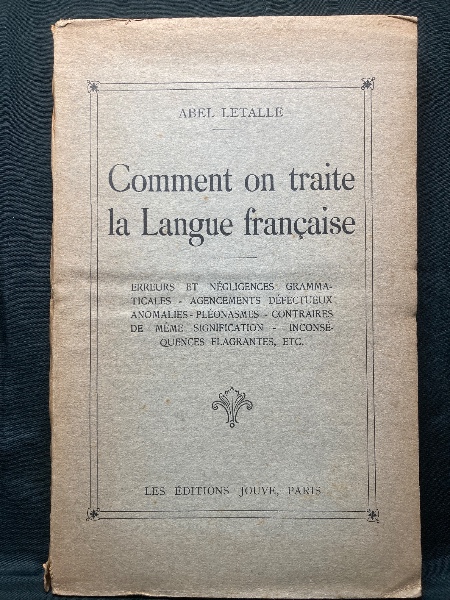 ABEL LETALLE
Comment on traite
la Langue française
ERREURS ET NÉGLIGENCES GRAMMA-
TICALES - AGENCEMENTS DÉFECTUEUX
ANOMALIES - PLÉONASMES - CONTRAIRES
DE MÊME SIGNIFICATION - INCONSÉ-
QUENCES FLAGRANTES, ETC.
LES ÉDITIONS JOUVE, PARIS